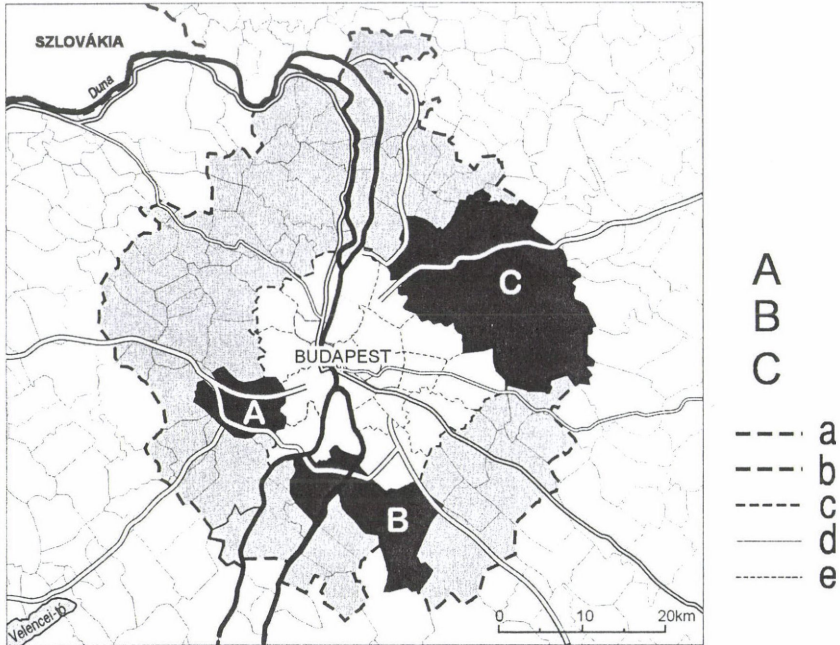 SZLOVÁKIA
Duna
C
BUDAPEST
A
B
0 10 20km
Velencei-tó
A
B
C
a
b
c
d
e